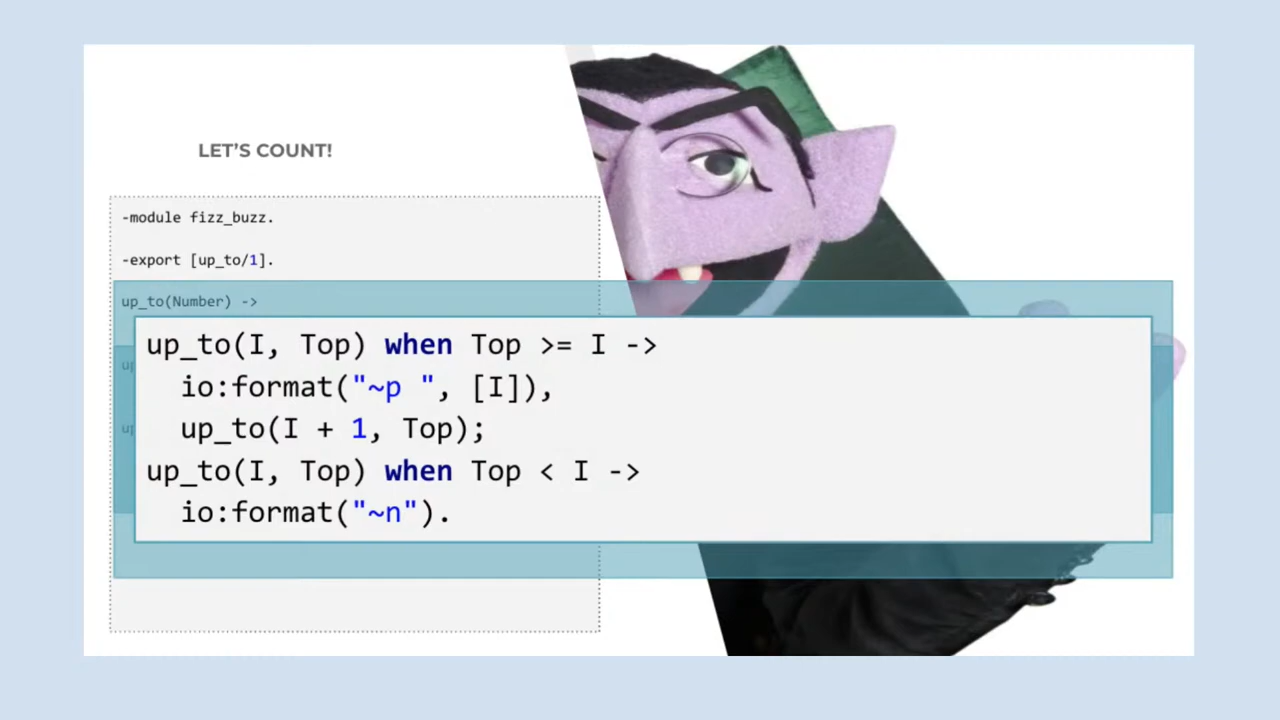 LET'S COUNT!
-module fizz_buzz.
-export [up_to/1].
up_to(Number) ->
up_to(I, Top) when Top >= I ->
io:format("~p ", [I]),
up_to(I + 1, Top);
up_to(I, Top) when Top < I ->
io:format("~n").